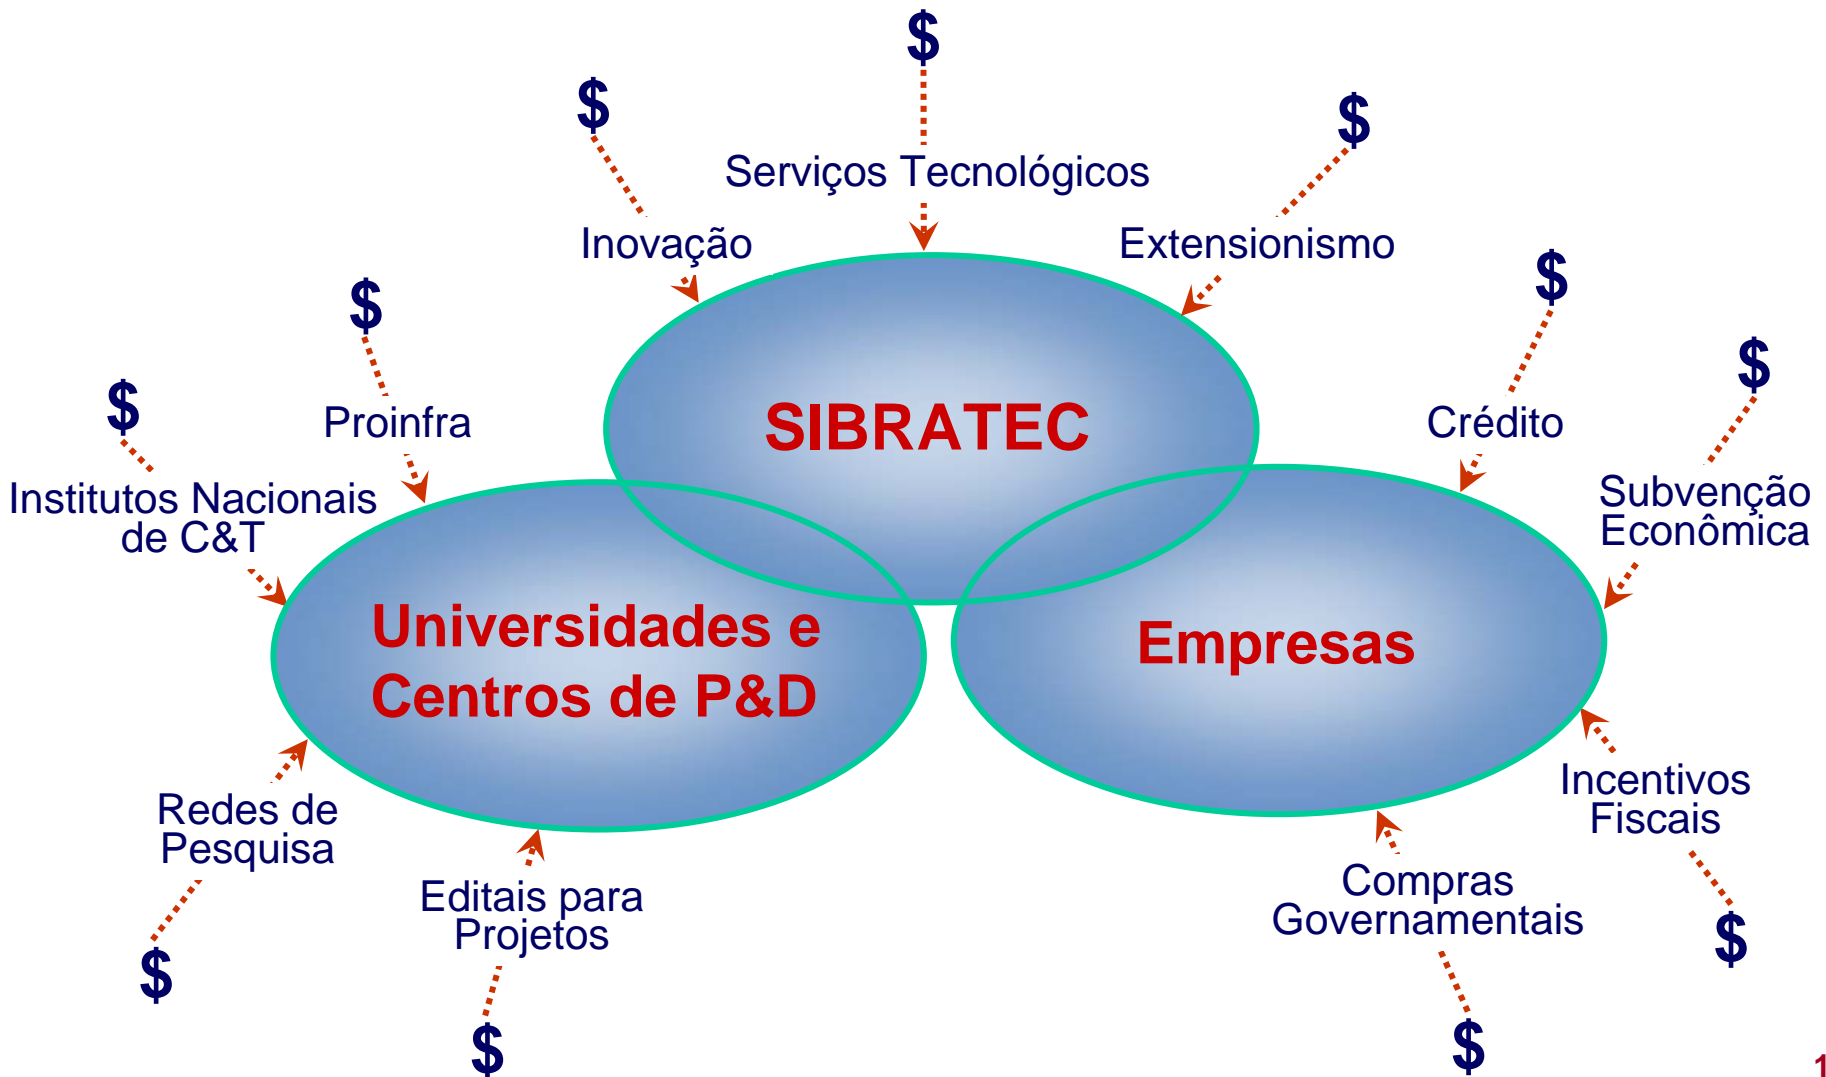 $
$
$
Serviços Tecnológicos
Inovação
Extensionismo
$
$
$
$
Proinfra
Crédito
SIBRATEC
Institutos Nacionais
de C&T
Subvenção
Econômica
Universidades e
Centros de P&D
Empresas
Redes de
Pesquisa
Incentivos
Fiscais
Editais para
Projetos
Compras
Governamentais
$
$
$
$
1